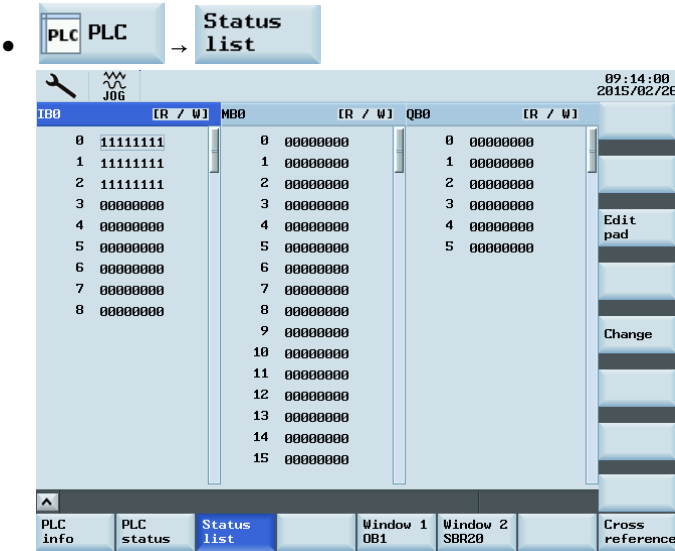 • PLC PLC → Status list
JOG
09:14:00
2015/02/26
IB0 [R / W] MB0 [R / W] QB0 [R / W]
0 11111111 0 00000000 0 00000000
1 11111111 1 00000000 1 00000000
2 11111111 2 00000000 2 00000000
3 00000000 3 00000000 3 00000000
4 00000000 4 00000000 4 00000000
5 00000000 5 00000000 5 00000000
6 00000000 6 00000000
7 00000000 7 00000000
8 00000000 8 00000000
9 00000000
10 00000000
11 00000000
12 00000000
13 00000000
14 00000000
15 00000000
Edit
pad
Change
PLC PLC Status Window 1 Window 2 Cross
info status list OB1 SBR20 reference